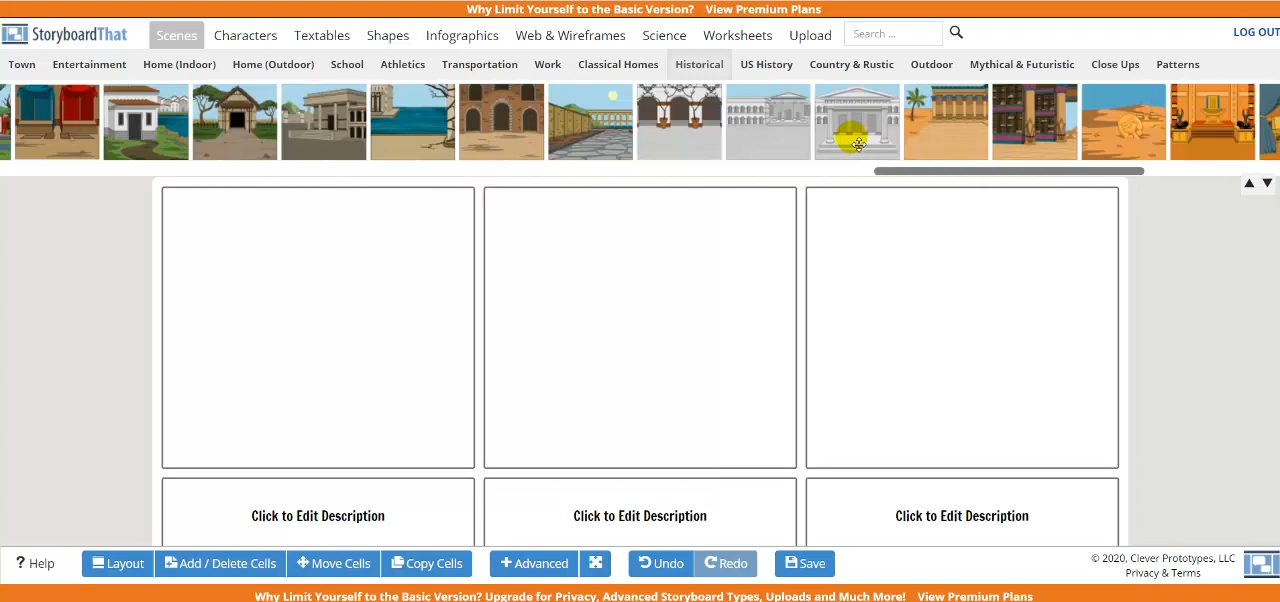 Why Limit Yourself to the Basic Version? View Premium Plans
StoryboardThat Scenes Characters Textables Shapes Infographics Web & Wireframes Science Worksheets Upload Search ... LOG OUT
Town Entertainment Home (Indoor) Home (Outdoor) School Athletics Transportation Work Classical Homes Historical US History Country & Rustic Outdoor Mythical & Futuristic Close Ups Patterns
Click to Edit Description Click to Edit Description Click to Edit Description
? Help Layout Add / Delete Cells Move Cells Copy Cells + Advanced Undo Redo Save © 2020, Clever Prototypes, LLC
Privacy & Terms
Why Limit Yourself to the Basic Version? Upgrade for Privacy, Advanced Storyboard Types, Uploads and Much More! View Premium Plans